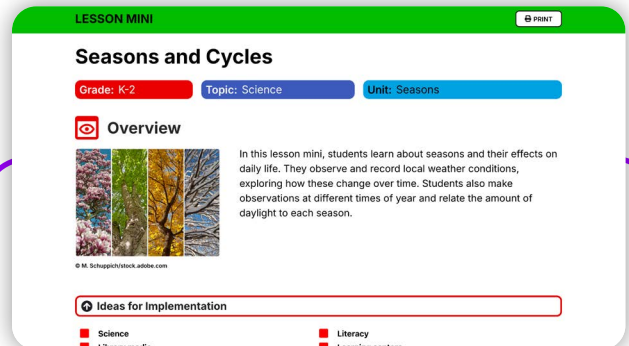 LESSON MINI
PRINT
Seasons and Cycles
Grade: K-2
Topic: Science
Unit: Seasons
Overview
In this lesson mini, students learn about seasons and their effects on
daily life. They observe and record local weather conditions,
exploring how these change over time. Students also make
observations at different times of year and relate the amount of
daylight to each season.
© M. Schuppich/stock.adobe.com
Ideas for Implementation
Science
Literacy